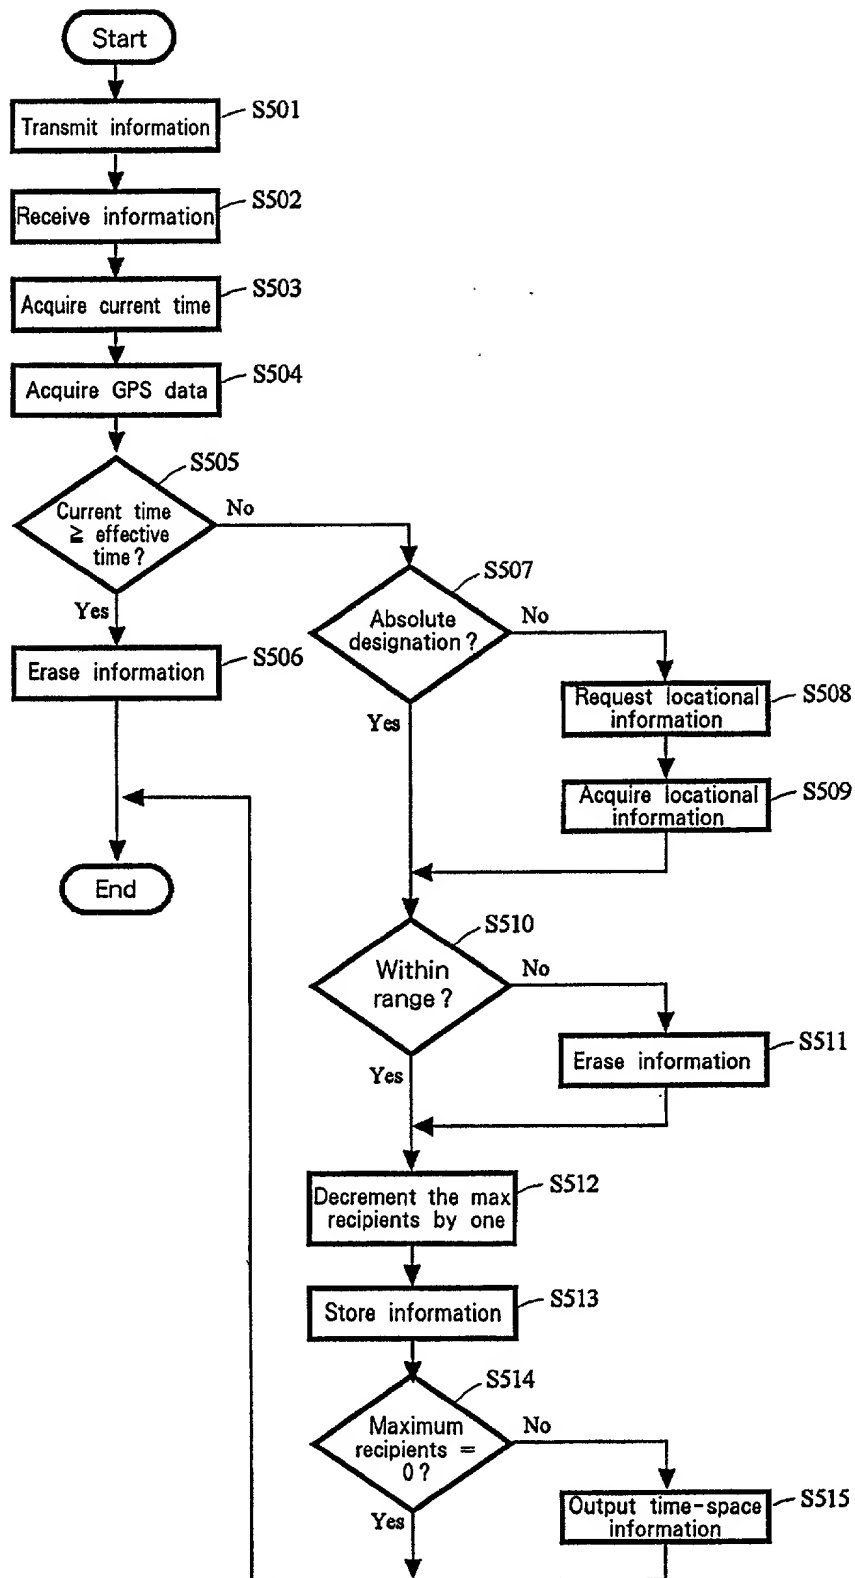 Start
S501
Transmit information
S502
Receive information
S503
Acquire current time
S504
Acquire GPS data
S505
Current time
≧ effective
time?
No
Yes
S506
Erase information
End
S507
Absolute
designation?
No
Yes
S508
Request locational
information
S509
Acquire locational
information
S510
Within
range?
No
Yes
S511
Erase information
S512
Decrement the max
recipients by one
S513
Store information
S514
Maximum
recipients =
0?
No
Yes
S515
Output time-space
information